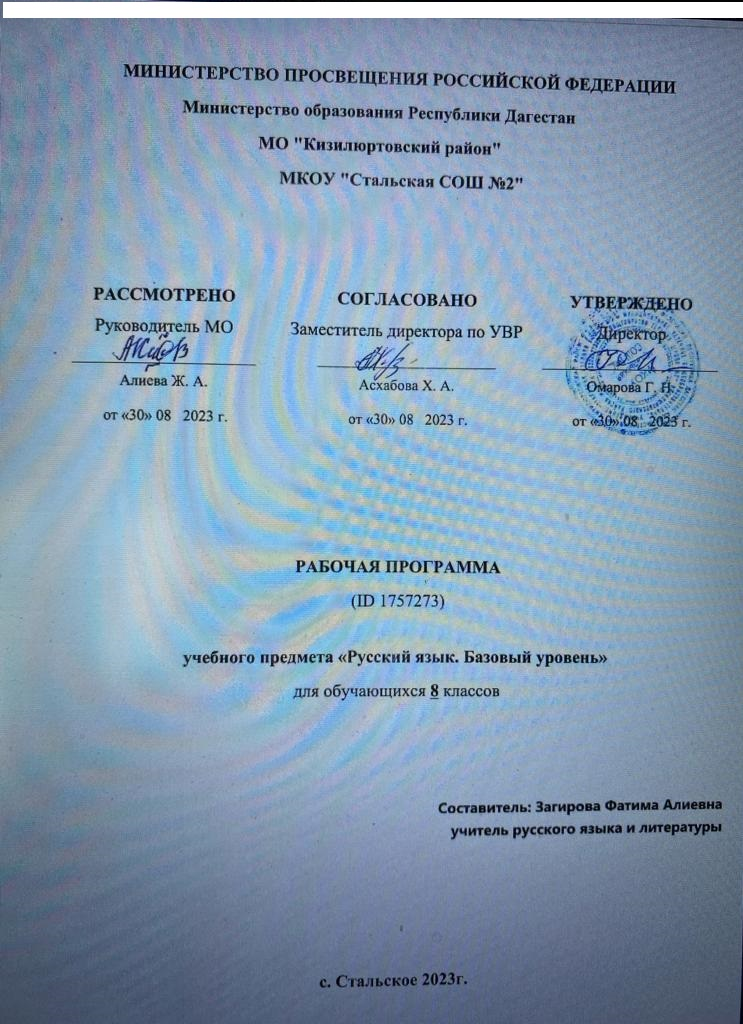 МИНИСТЕРСТВО ПРОСВЕЩЕНИЯ РОССИЙСКОЙ ФЕДЕРАЦИИ
Министерство образования Республики Дагестан
МО "Кизилюртовский район"
МКОУ "Стальская СОШ №2"
РАССМОТРЕНО
Руководитель МО
Алиева Ж. А.
от «30» 08 2023 г.
СОГЛАСОВАНО
Заместитель директора по УВР
Асхабова Х. А.
от «30» 08 2023 г.
УТВЕРЖДЕНО
Директор
Омарова Г. Н.
от «30» 08 2023 г.
РАБОЧАЯ ПРОГРАММА
(ID 1757273)
учебного предмета «Русский язык. Базовый уровень»
для обучающихся 8 классов
Составитель: Загирова Фатима Алиевна
учитель русского языка и литературы
с. Стальское 2023г.